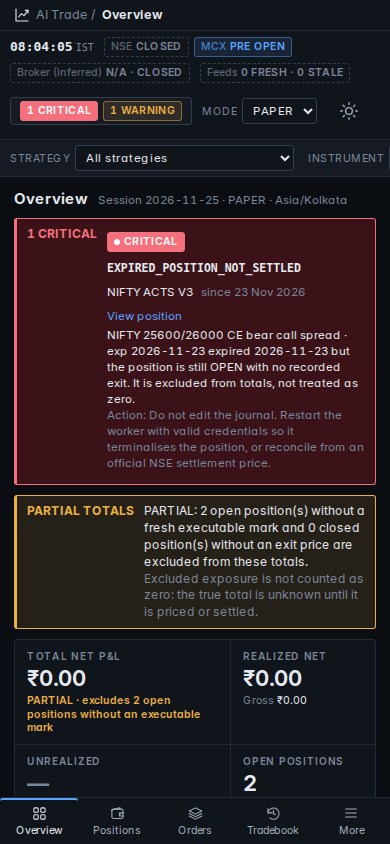 AI Trade / Overview
08:04:05 IST NSE CLOSED MCX PRE OPEN
Broker (inferred) N/A · CLOSED Feeds 0 FRESH · 0 STALE
1 CRITICAL 1 WARNING MODE PAPER
STRATEGY All strategies INSTRUMENT
Overview Session 2026-11-25 · PAPER · Asia/Kolkata
1 CRITICAL
CRITICAL
EXPIRED_POSITION_NOT_SETTLED
NIFTY ACTS V3 since 23 Nov 2026
View position
NIFTY 25600/26000 CE bear call spread ·
exp 2026-11-23 expired 2026-11-23 but
the position is still OPEN with no recorded
exit. It is excluded from totals, not treated as
zero.
Action: Do not edit the journal. Restart the
worker with valid credentials so it
terminalises the position, or reconcile from an
official NSE settlement price.
PARTIAL TOTALS
PARTIAL: 2 open position(s) without a
fresh executable mark and 0 closed
position(s) without an exit price are
excluded from these totals.
Excluded exposure is not counted as
zero: the true total is unknown until it
is priced or settled.
TOTAL NET P&L
₹0.00
PARTIAL · excludes 2 open
positions without an executable
mark
REALIZED NET
₹0.00
Gross ₹0.00
UNREALIZED
—
OPEN POSITIONS
2
Overview Positions Orders Tradebook More